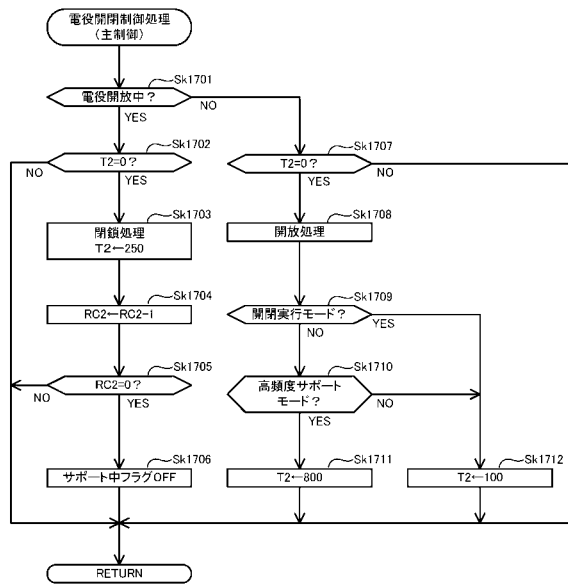 電役開閉制御処理
(主制御)
Sk1701
電役開放中?
NO
YES
Sk1702
T2=0?
NO
YES
Sk1707
T2=0?
NO
YES
Sk1703
閉鎖処理
T2←250
Sk1708
開放処理
Sk1704
RC2←RC2-1
Sk1709
開閉実行モード?
YES
NO
Sk1705
RC2=0?
NO
YES
Sk1710
高頻度サポート
モード?
NO
YES
Sk1706
サポート中フラグOFF
Sk1711
T2←800
Sk1712
T2←100
RETURN